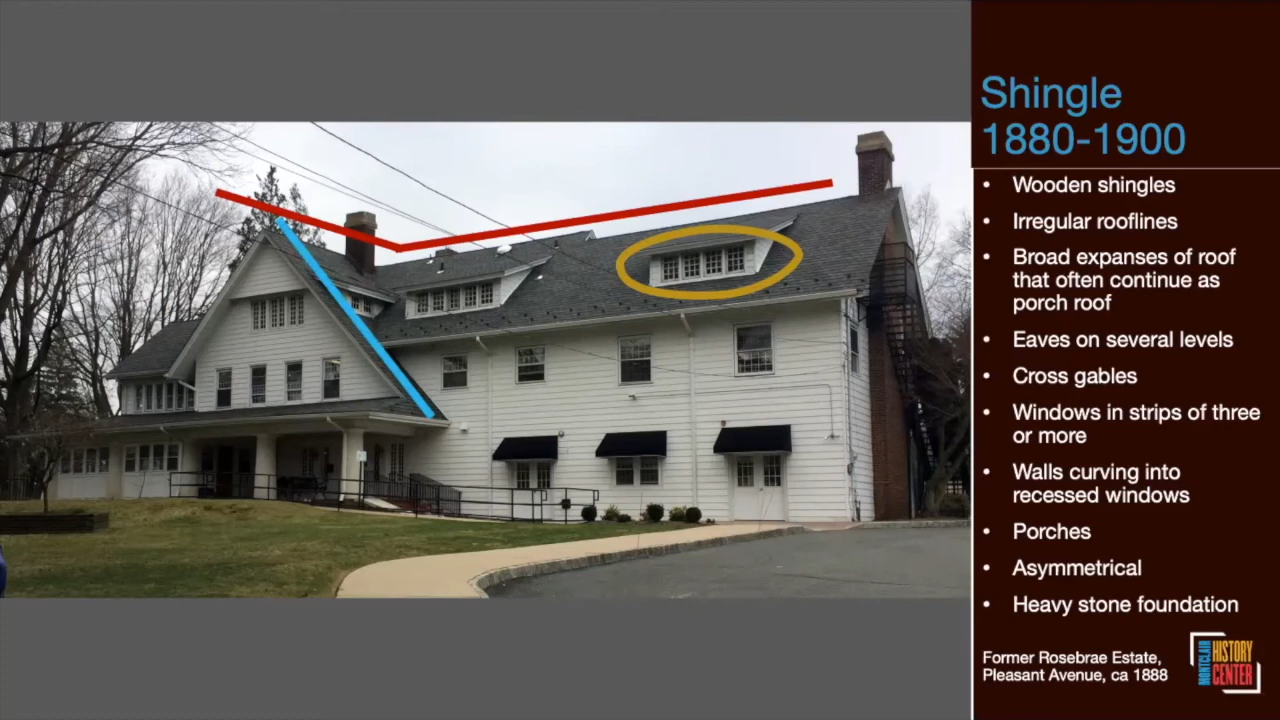 Shingle
1880-1900
• Wooden shingles
• Irregular rooflines
• Broad expanses of roof
that often continue as
porch roof
• Eaves on several levels
• Cross gables
• Windows in strips of three
or more
• Walls curving into
recessed windows
• Porches
• Asymmetrical
• Heavy stone foundation
Former Rosebrae Estate,
Pleasant Avenue, ca 1888
MONTCLAIR
HISTORY
CENTER